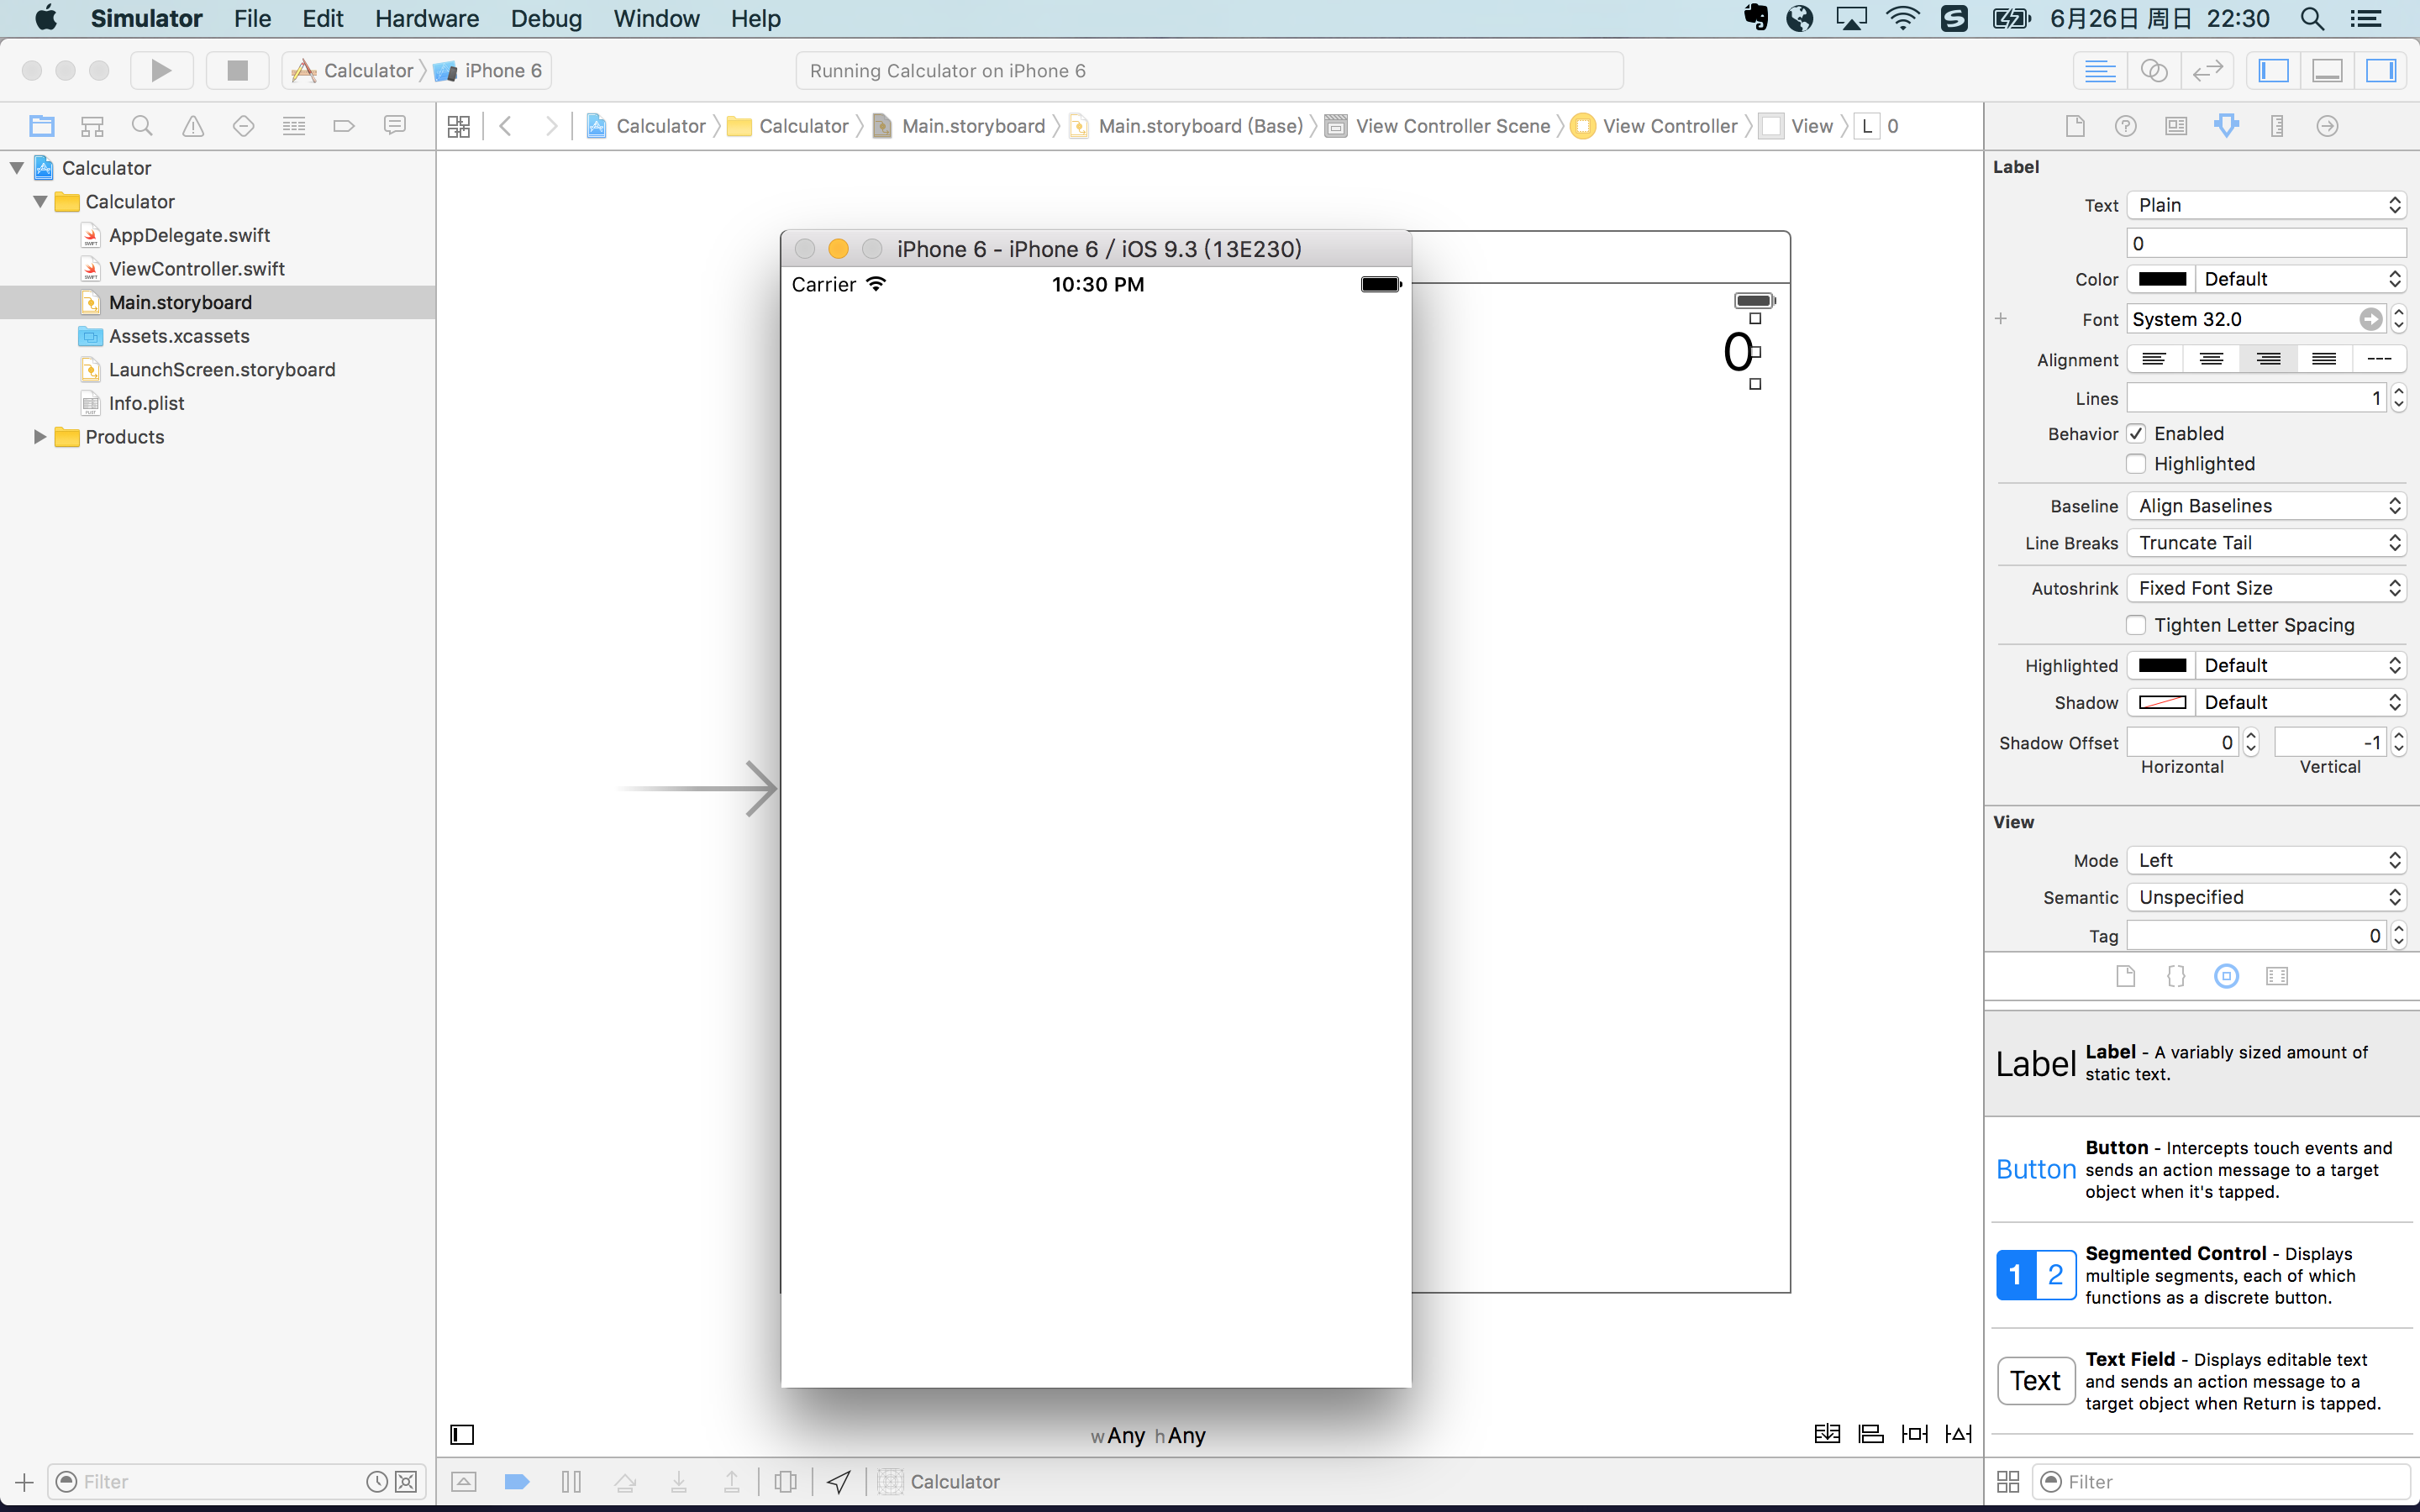 Simulator File Edit Hardware Debug Window Help 6月26日 周日 22:30
Calculator iPhone 6 Running Calculator on iPhone 6
Calculator Calculator Main.storyboard Main.storyboard (Base) View Controller Scene View Controller View L 0
Calculator
Calculator
AppDelegate.swift
ViewController.swift
Main.storyboard
Assets.xcassets
LaunchScreen.storyboard
Info.plist
Products
Filter
iPhone 6 - iPhone 6 / iOS 9.3 (13E230)
Carrier 10:30 PM
0
wAny hAny
Calculator
Label
Text Plain
0
Color Default
Font System 32.0
Alignment
Lines 1
Behavior Enabled
Highlighted
Baseline Align Baselines
Line Breaks Truncate Tail
Autoshrink Fixed Font Size
Tighten Letter Spacing
Highlighted Default
Shadow Default
Shadow Offset 0 -1
Horizontal Vertical
View
Mode Left
Semantic Unspecified
Tag 0
Label Label - A variably sized amount of
static text.
Button - Intercepts touch events and
Button sends an action message to a target
object when it's tapped.
Segmented Control - Displays
1 2 multiple segments, each of which
functions as a discrete button.
Text Field - Displays editable text
Text and sends an action message to a
target object when Return is tapped.
Filter